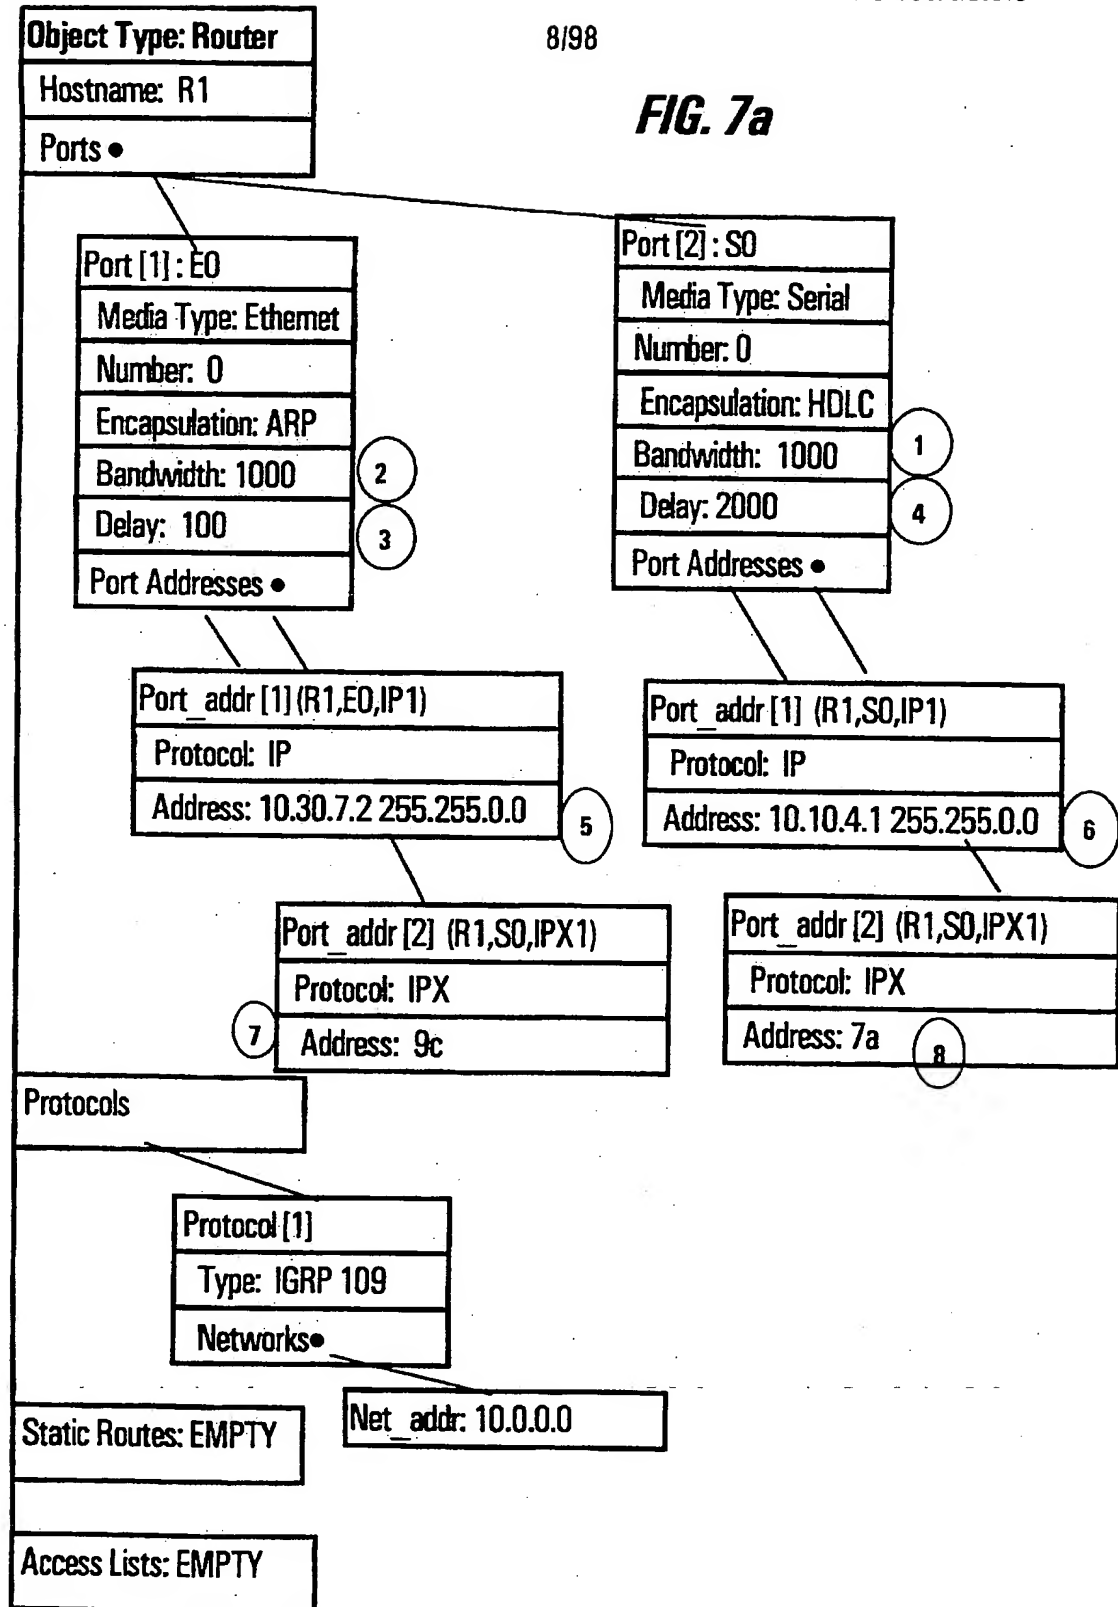 8/98
FIG. 7a
Object Type: Router
Hostname: R1
Ports •
Port [1] : E0
Media Type: Ethernet
Number: 0
Encapsulation: ARP
Bandwidth: 1000
2
Delay: 100
3
Port Addresses •
Port [2] : S0
Media Type: Serial
Number: 0
Encapsulation: HDLC
Bandwidth: 1000
1
Delay: 2000
4
Port Addresses •
Port_addr [1] (R1,E0,IP1)
Protocol: IP
Address: 10.30.7.2 255.255.0.0
5
Port_addr [1] (R1,S0,IP1)
Protocol: IP
Address: 10.10.4.1 255.255.0.0
6
Port_addr [2] (R1,S0,IPX1)
Protocol: IPX
7
Address: 9c
Port_addr [2] (R1,S0,IPX1)
Protocol: IPX
Address: 7a
8
Protocols
Protocol [1]
Type: IGRP 109
Networks•
Net_addr: 10.0.0.0
Static Routes: EMPTY
Access Lists: EMPTY